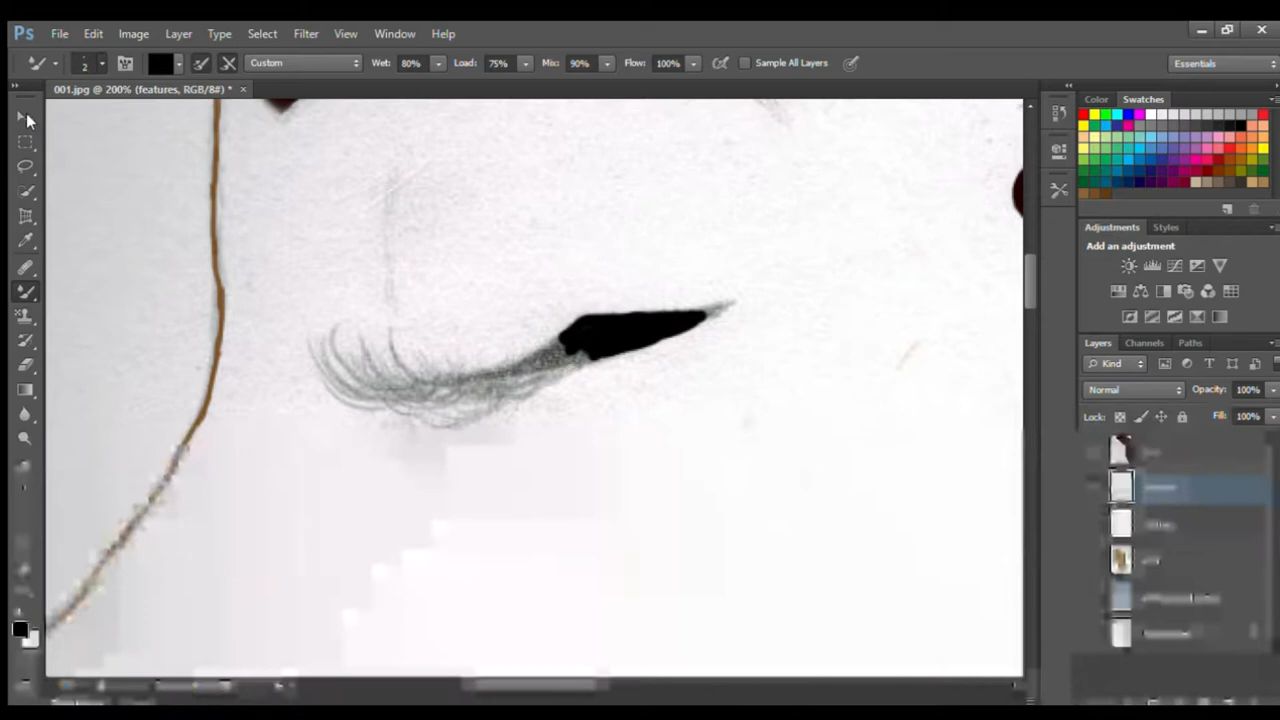 Ps File Edit Image Layer Type Select Filter View Window Help
2 Custom Wet: 80% Load: 75% Mix: 90% Flow: 100% Sample All Layers Essentials
001.jpg @ 200% (features, RGB/8#) * ×
Color Swatches
Adjustments Styles
Add an adjustment
Layers Channels Paths
Kind
Normal Opacity: 100%
Lock: Fill: 100%